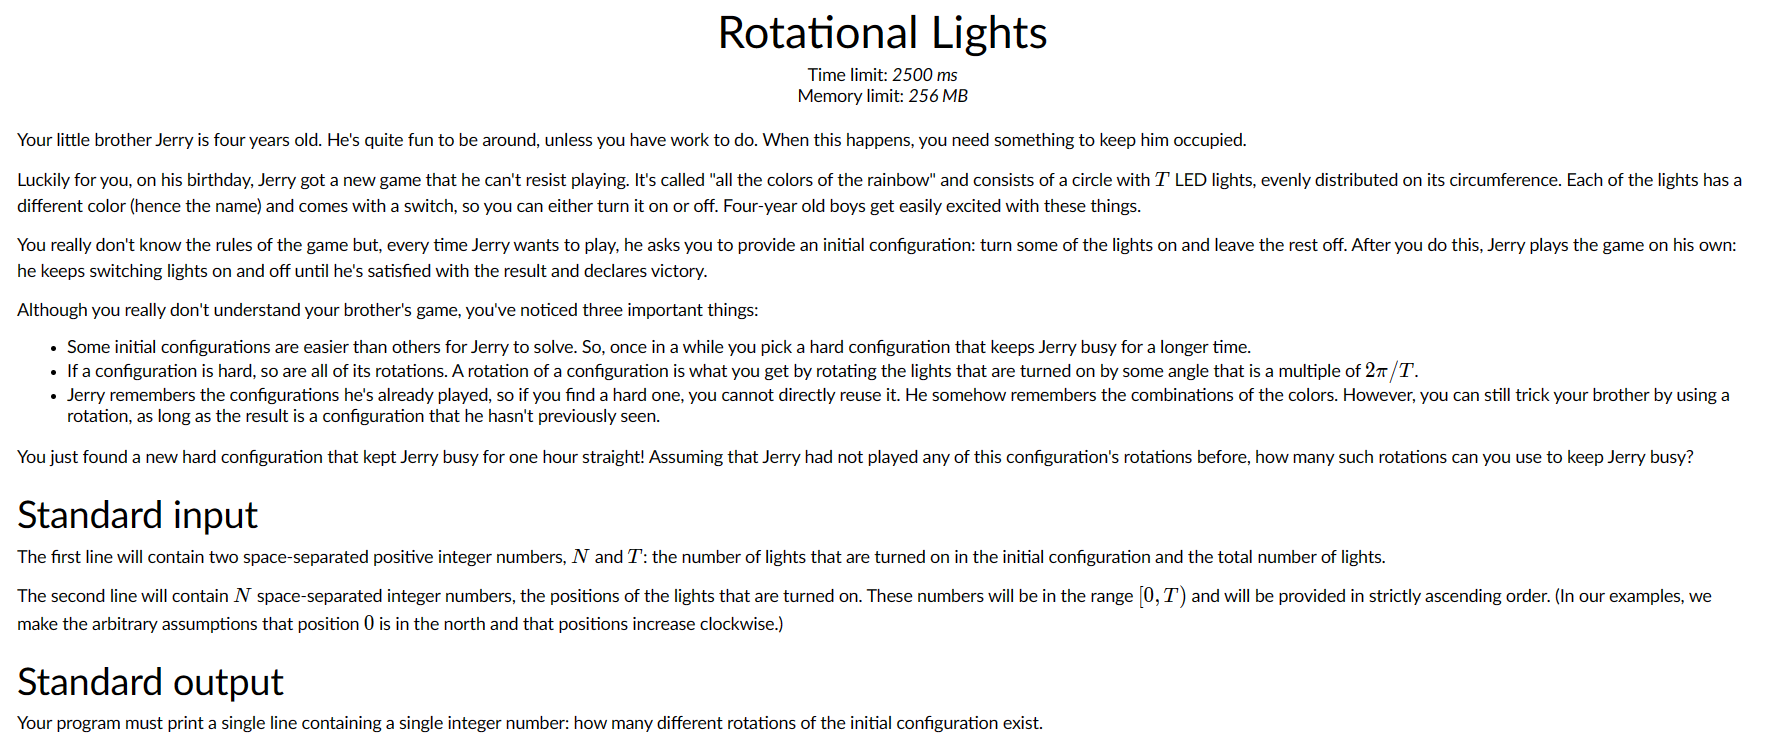 Rotational Lights
Time limit: 2500 ms
Memory limit: 256 MB
Your little brother Jerry is four years old. He's quite fun to be around, unless you have work to do. When this happens, you need something to keep him occupied.
Luckily for you, on his birthday, Jerry got a new game that he can't resist playing. It's called "all the colors of the rainbow" and consists of a circle with T LED lights, evenly distributed on its circumference. Each of the lights has a
different color (hence the name) and comes with a switch, so you can either turn it on or off. Four-year old boys get easily excited with these things.
You really don't know the rules of the game but, every time Jerry wants to play, he asks you to provide an initial configuration: turn some of the lights on and leave the rest off. After you do this, Jerry plays the game on his own:
he keeps switching lights on and off until he's satisfied with the result and declares victory.
Although you really don't understand your brother's game, you've noticed three important things:
• Some initial configurations are easier than others for Jerry to solve. So, once in a while you pick a hard configuration that keeps Jerry busy for a longer time.
• If a configuration is hard, so are all of its rotations. A rotation of a configuration is what you get by rotating the lights that are turned on by some angle that is a multiple of 2π/T.
• Jerry remembers the configurations he's already played, so if you find a hard one, you cannot directly reuse it. He somehow remembers the combinations of the colors. However, you can still trick your brother by using a
rotation, as long as the result is a configuration that he hasn't previously seen.
You just found a new hard configuration that kept Jerry busy for one hour straight! Assuming that Jerry had not played any of this configuration's rotations before, how many such rotations can you use to keep Jerry busy?
Standard input
The first line will contain two space-separated positive integer numbers, N and T: the number of lights that are turned on in the initial configuration and the total number of lights.
The second line will contain N space-separated integer numbers, the positions of the lights that are turned on. These numbers will be in the range [0, T) and will be provided in strictly ascending order. (In our examples, we
make the arbitrary assumptions that position 0 is in the north and that positions increase clockwise.)
Standard output
Your program must print a single line containing a single integer number: how many different rotations of the initial configuration exist.